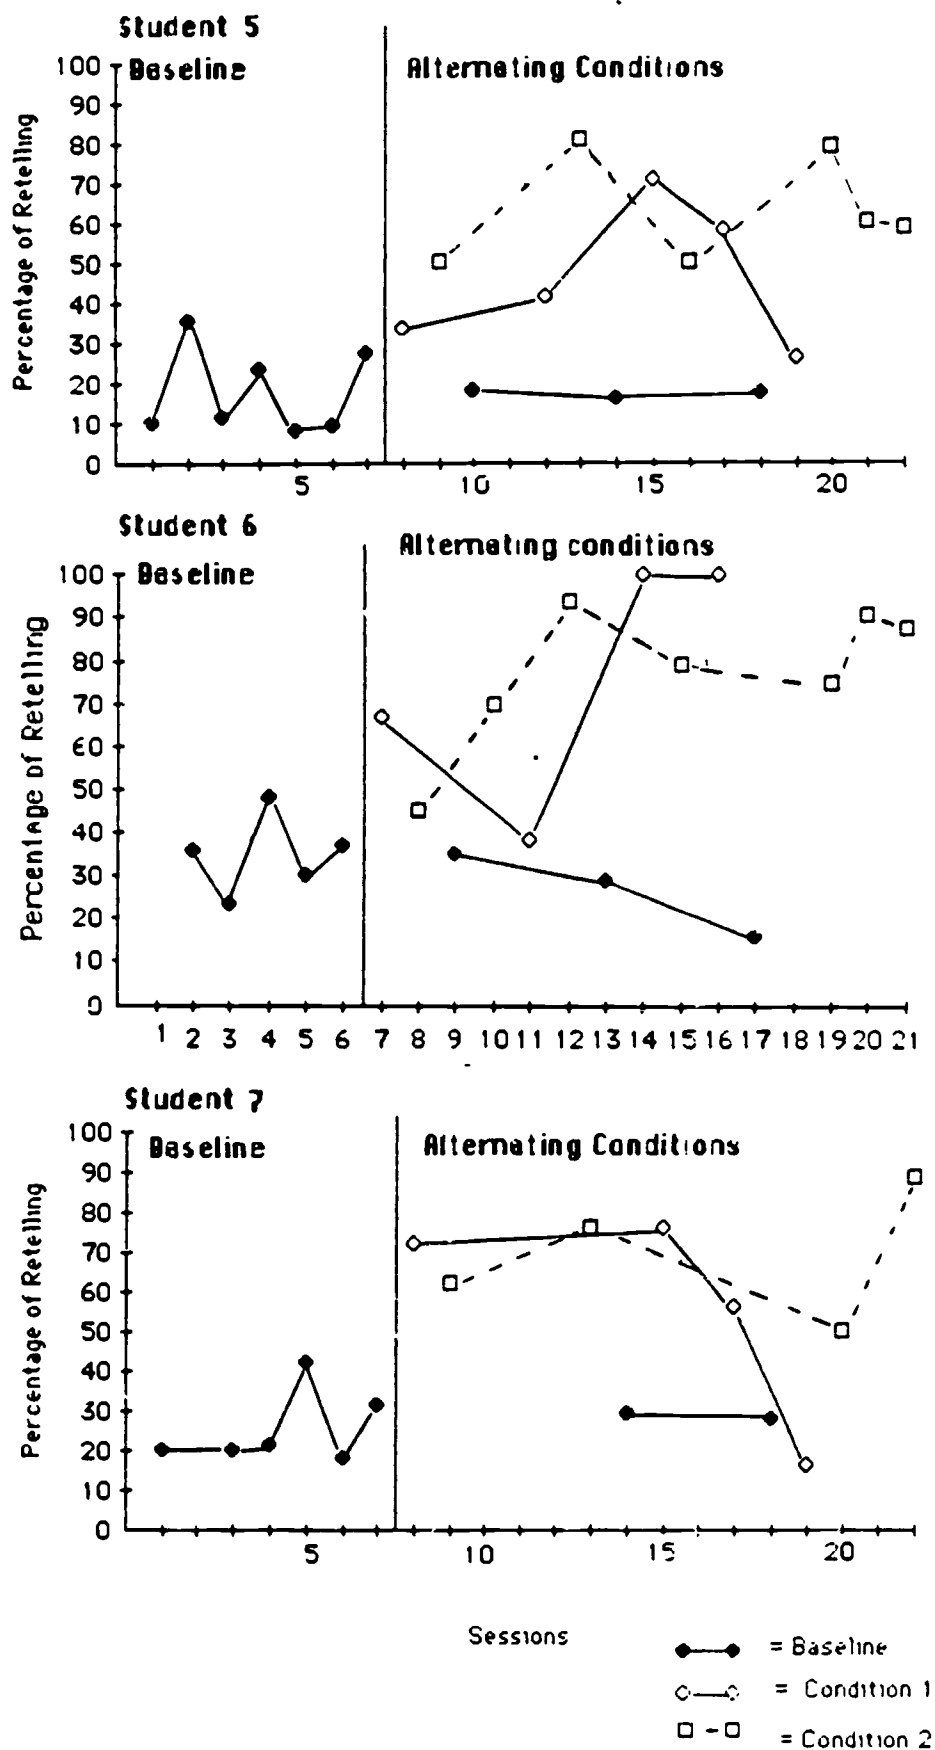 Student 5
Baseline
Alternating Conditions
Percentage of Retelling
100
90
80
70
60
50
40
30
20
10
0
5 10 15 20
Student 6
Baseline
Alternating conditions
Percentage of Retelling
100
90
80
70
60
50
40
30
20
10
0
1 2 3 4 5 6 7 8 9 10 11 12 13 14 15 16 17 18 19 20 21
Student 7
Baseline
Alternating Conditions
Percentage of Retelling
100
90
80
70
60
50
40
30
20
10
0
5 10 15 20
Sessions
= Baseline
= Condition 1
= Condition 2